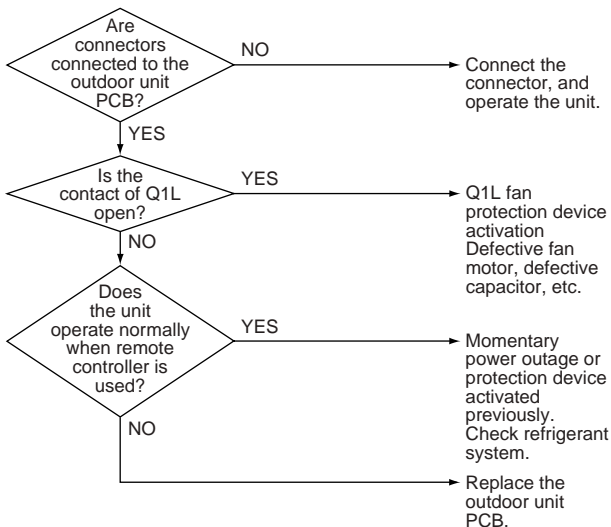 Are
connectors
connected to the
outdoor unit
PCB?
NO
Connect the
connector, and
operate the unit.
YES
Is the
contact of Q1L
open?
YES
Q1L fan
protection device
activation
Defective fan
motor, defective
capacitor, etc.
NO
Does
the unit
operate normally
when remote
controller is
used?
YES
Momentary
power outage or
protection device
activated
previously.
Check refrigerant
system.
NO
Replace the
outdoor unit
PCB.